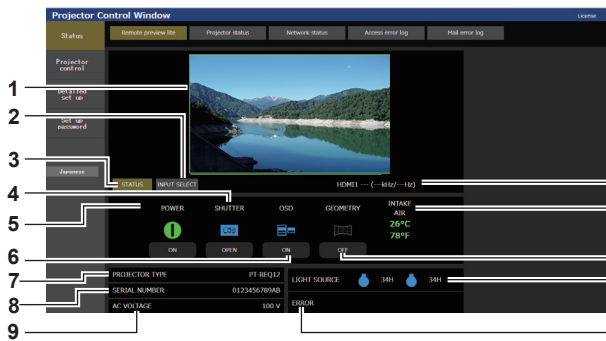 Projector Control Window
License
Status
Remote preview lite
Projector status
Network status
Access error log
Mail error log
Projector
control
Detailed
set up
Set up
password
Japanese
1
2
3
4
5
6
7
8
9
STATUS
INPUT SELECT
HDMI1 --- (---kHz/---Hz)
POWER
SHUTTER
OSD
GEOMETRY
INTAKE
AIR
26°C
78°F
ON
OPEN
ON
OFF
PROJECTOR TYPE
PT-REQ12
SERIAL NUMBER
0123456789AB
AC VOLTAGE
100 V
LIGHT SOURCE
34H
34H
ERROR